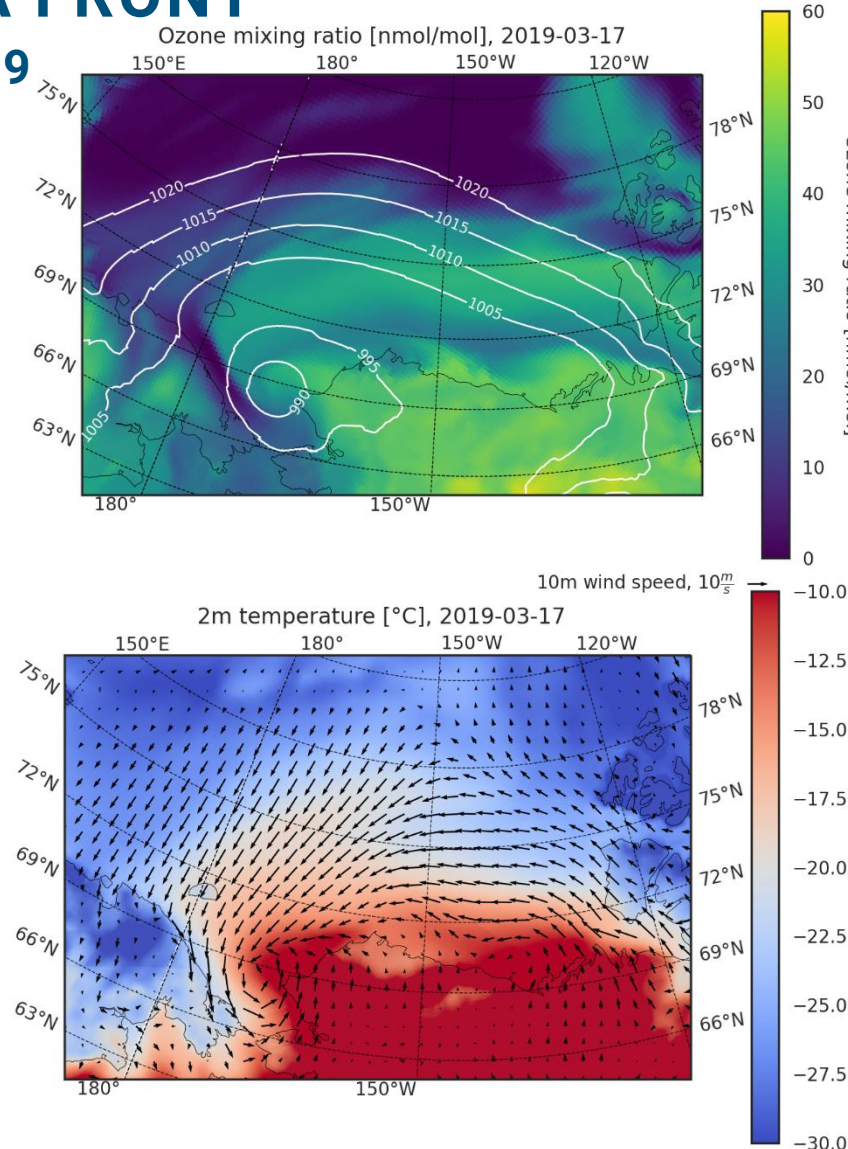 FRONT
9
Ozone mixing ratio [nmol/mol], 2019-03-17
150°E 180° 150°W 120°W
75°N
72°N
69°N
66°N
63°N
78°N
75°N
72°N
69°N
66°N
1020 1020
1015 1015
1010 1010
1005
995
990
1005
180° 150°W
60
50
40
30
20
10
0
10m wind speed, 10 m/s
2m temperature [°C], 2019-03-17
150°E 180° 150°W 120°W
75°N
72°N
69°N
66°N
63°N
78°N
75°N
72°N
69°N
66°N
180° 150°W
−10.0
−12.5
−15.0
−17.5
−20.0
−22.5
−25.0
−27.5
−30.0